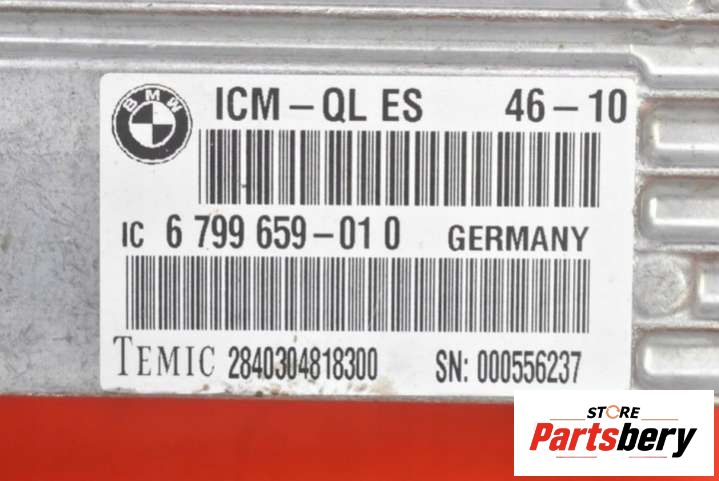 BMW ICM-QL ES 46-10
IC 6 799 659-01 0 GERMANY
TEMIC 2840304818300 SN: 000556237
STORE
Partsbery